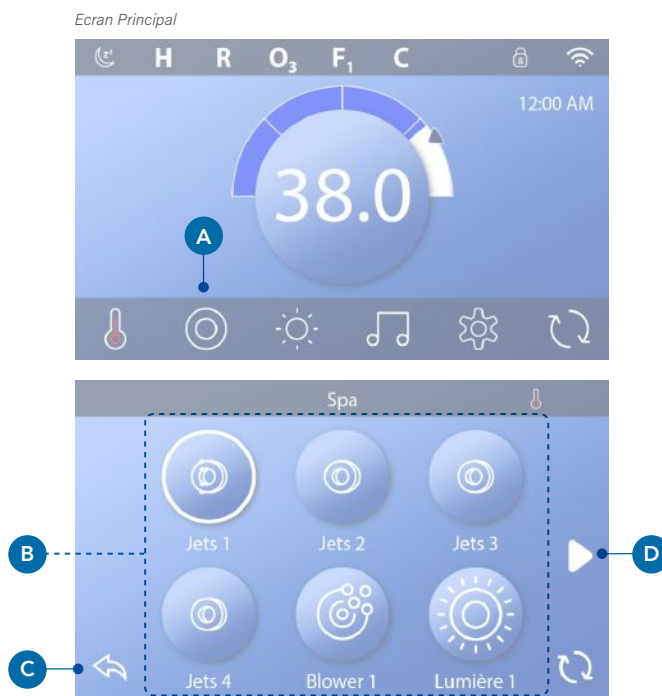 Ecran Principal
H R O₃ F₁ C
12:00 AM
38.0
A
Spa
Jets 1 Jets 2 Jets 3
B
D
Jets 4 Blower 1 Lumière 1
C